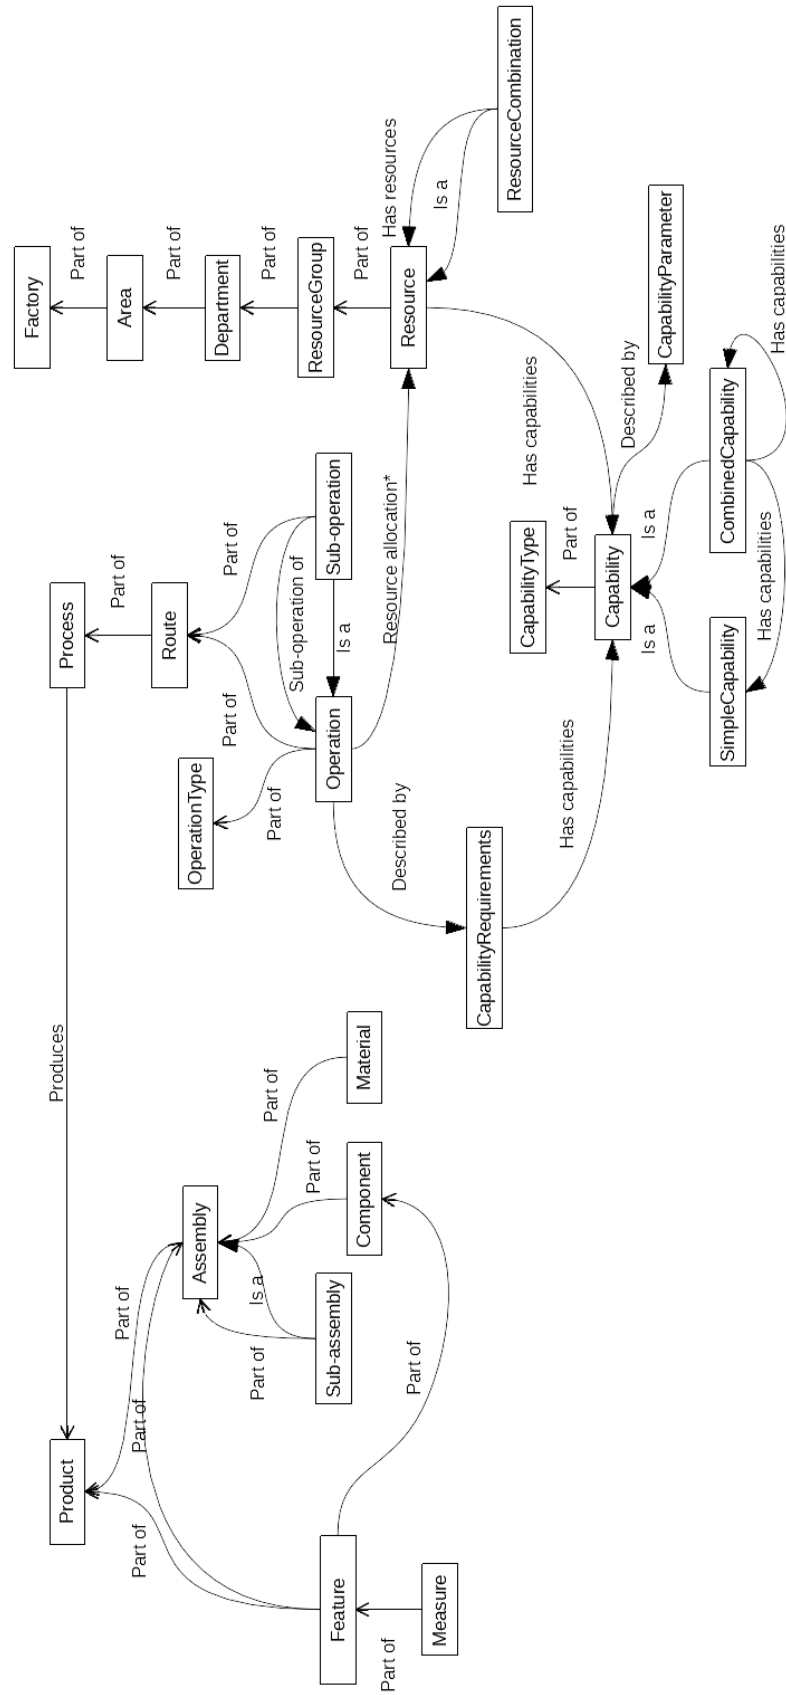 Factory
Product
Produces
Process
Part of
Part of
Part of
Area
Part of
Part of
Route
Part of
Assembly
OperationType
Department
Part of
Part of
Part of
Is a
Part of
Part of
Sub-operation of
Part of
Part of
ResourceGroup
Feature
Sub-assembly
Operation
Is a
Sub-operation
Component
Material
Part of
Part of
Part of
Described by
Resource allocation*
Has resources
Resource
Measure
Is a
CapabilityRequirements
ResourceCombination
CapabilityType
Has capabilities
Has capabilities
Part of
Capability
Described by
Is a
Is a
CapabilityParameter
SimpleCapability
CombinedCapability
Has capabilities
Has capabilities